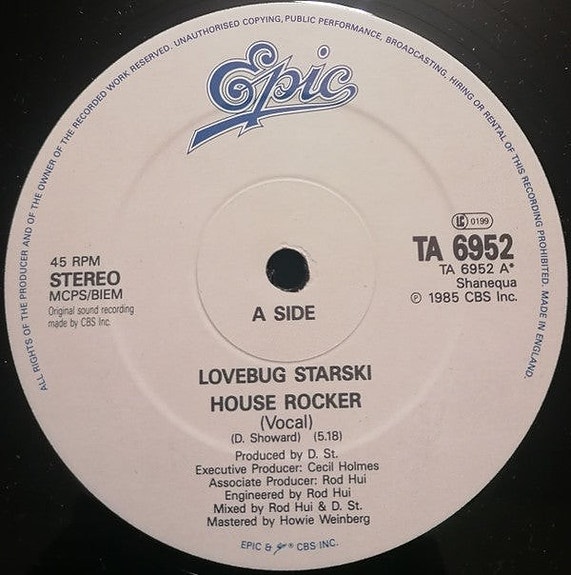 ALL RIGHTS OF THE PRODUCER AND OF THE OWNER OF THE RECORDED WORK RESERVED. UNAUTHORISED COPYING, PUBLIC PERFORMANCE, BROADCASTING, HIRING OR RENTAL OF THIS RECORDING PROHIBITED. MADE IN ENGLAND.
Epic
45 RPM
STEREO
MCPS/BIEM
Original sound recording
made by CBS Inc.
LC 0199
TA 6952
TA 6952 A*
Shanequa
℗ 1985 CBS Inc.
A SIDE
LOVEBUG STARSKI
HOUSE ROCKER
(Vocal)
(D. Showard) (5.18)
Produced by D. St.
Executive Producer: Cecil Holmes
Associate Producer: Rod Hui
Engineered by Rod Hui
Mixed by Rod Hui & D. St.
Mastered by Howie Weinberg
EPIC & Epic ® CBS INC.